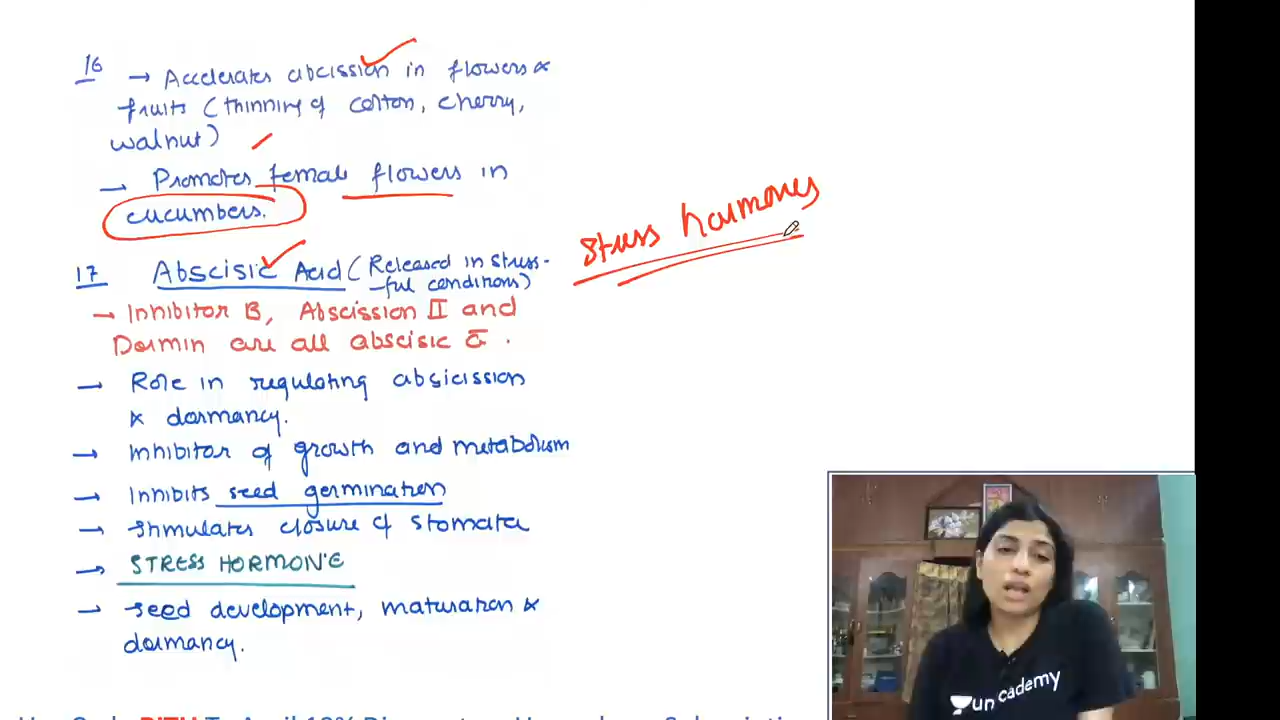 16
→ Accelerates abcission in flowers &
fruits (thinning of cotton, cherry,
walnut)
→ Promotes female flowers in
cucumbers.
Stress hormones
17 Abscisic Acid (Released in stress-
-ful conditions)
→ Inhibitor B, Abscission II and
Dormin are all abscisic a.
→ Role in regulating absicission
& dormancy.
→ Inhibitor of growth and metabolism
→ Inhibits seed germination
→ Stimulates closure of stomata
→ STRESS HORMONE
→ seed development, maturation &
dormancy.
unacademy